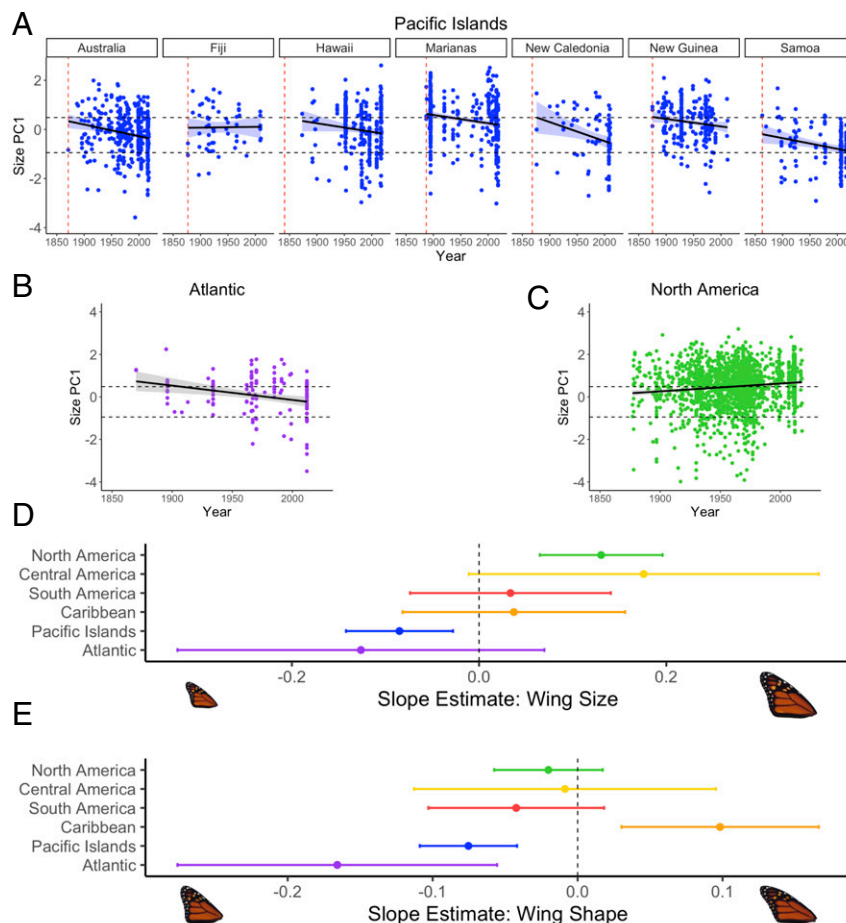 A
Pacific Islands
Australia Fiji Hawaii Marianas New Caledonia New Guinea Samoa
Size PC1
2
0
-2
-4
1850 1900 1950 2000 1850 1900 1950 2000 1850 1900 1950 2000 1850 1900 1950 2000 1850 1900 1950 2000 1850 1900 1950 2000 1850 1900 1950 2000
Year
B
Atlantic
Size PC1
4
2
0
-2
-4
1850 1900 1950 2000
Year
C
North America
Size PC1
4
2
0
-2
-4
1850 1900 1950 2000
Year
D
North America
Central America
South America
Caribbean
Pacific Islands
Atlantic
-0.2 0.0 0.2
Slope Estimate: Wing Size
E
North America
Central America
South America
Caribbean
Pacific Islands
Atlantic
-0.2 -0.1 0.0 0.1
Slope Estimate: Wing Shape